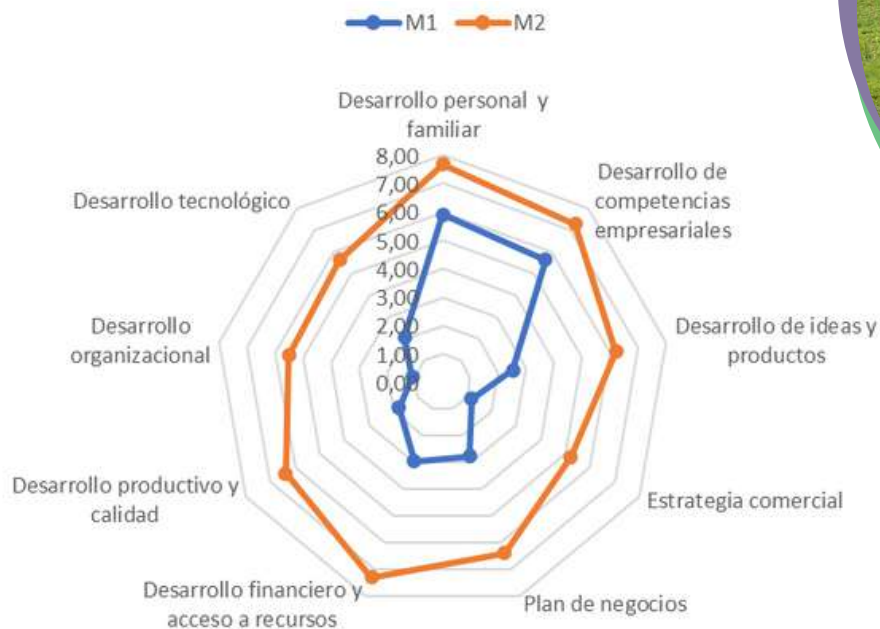 M1 M2
Desarrollo personal y
familiar
Desarrollo de
competencias
empresariales
Desarrollo de ideas y
productos
Estrategia comercial
Plan de negocios
Desarrollo financiero y
acceso a recursos
Desarrollo productivo y
calidad
Desarrollo
organizacional
Desarrollo tecnológico
8,00
7,00
6,00
5,00
4,00
3,00
2,00
1,00
0,00